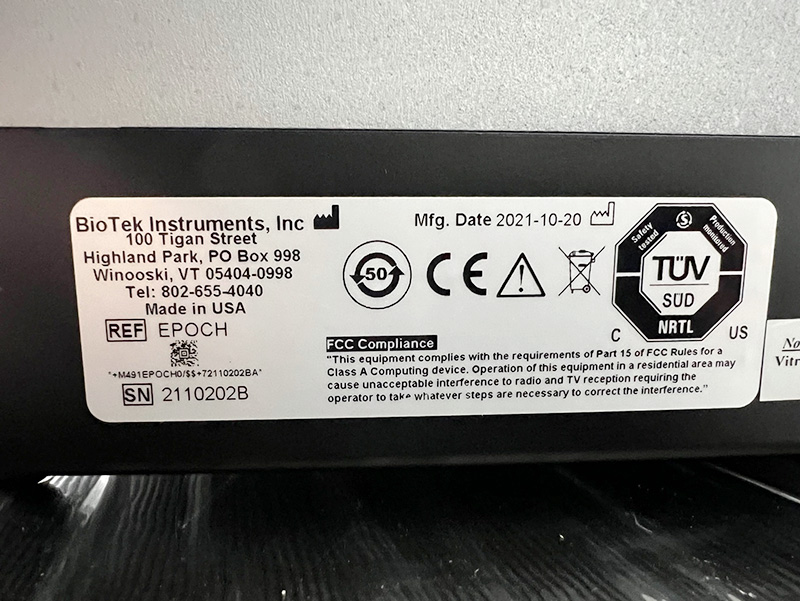 BioTek Instruments, Inc
100 Tigan Street
Highland Park, PO Box 998
Winooski, VT 05404-0998
Tel: 802-655-4040
Made in USA
REF EPOCH
*+M491EPOCH0/$$+72110202BA*
SN 2110202B
Mfg. Date 2021-10-20
50
CE
Safety tested
S
Production monitored
TÜV
SÜD
NRTL
C US
FCC Compliance
"This equipment complies with the requirements of Part 15 of FCC Rules for a
Class A Computing device. Operation of this equipment in a residential area may
cause unacceptable interference to radio and TV reception requiring the
operator to take whatever steps are necessary to correct the interference."